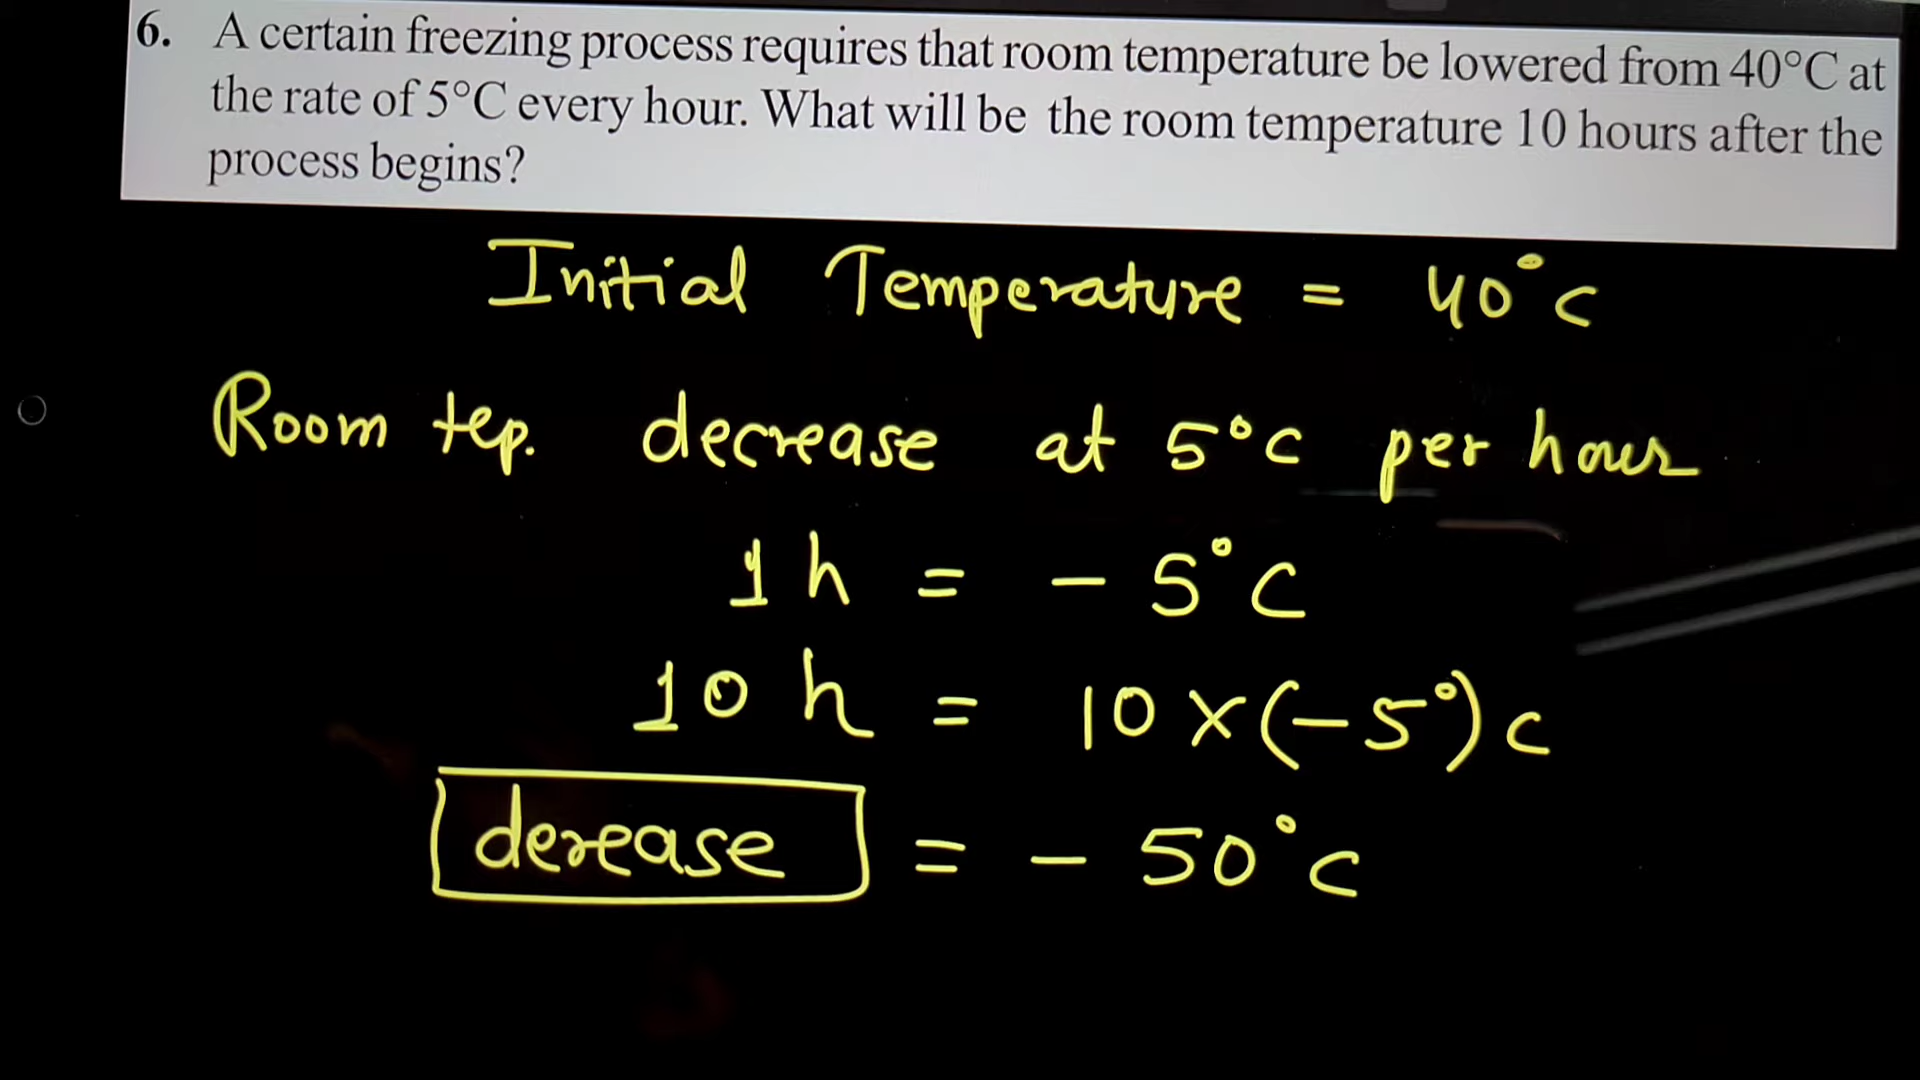 6. A certain freezing process requires that room temperature be lowered from 40°C at
the rate of 5°C every hour. What will be the room temperature 10 hours after the
process begins?
Initial Temperature = 40°C
Room tep. decrease at 5°C per hour
1 h = - 5°C
10 h = 10 x (-5°) c
derease = - 50°C